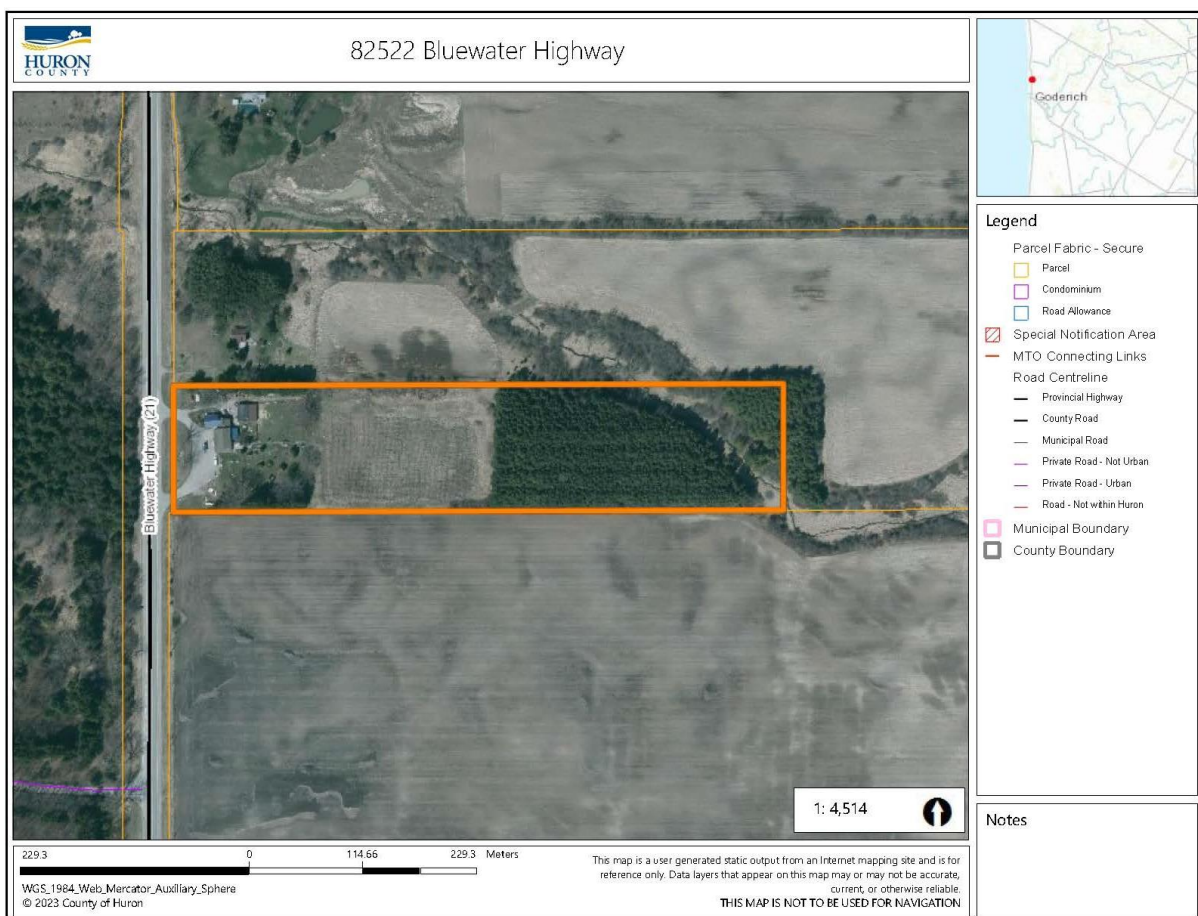 HURON
COUNTY
82522 Bluewater Highway
Goderich
Bluewater Highway (21)
Legend
Parcel Fabric - Secure
Parcel
Condominium
Road Allowance
Special Notification Area
MTO Connecting Links
Road Centreline
Provincial Highway
County Road
Municipal Road
Private Road - Not Urban
Private Road - Urban
Road - Not within Huron
Municipal Boundary
County Boundary
1: 4,514
Notes
229.3 0 114.66 229.3 Meters
WGS_1984_Web_Mercator_Auxiliary_Sphere
© 2023 County of Huron
This map is a user generated static output from an Internet mapping site and is for
reference only. Data layers that appear on this map may or may not be accurate,
current, or otherwise reliable.
THIS MAP IS NOT TO BE USED FOR NAVIGATION